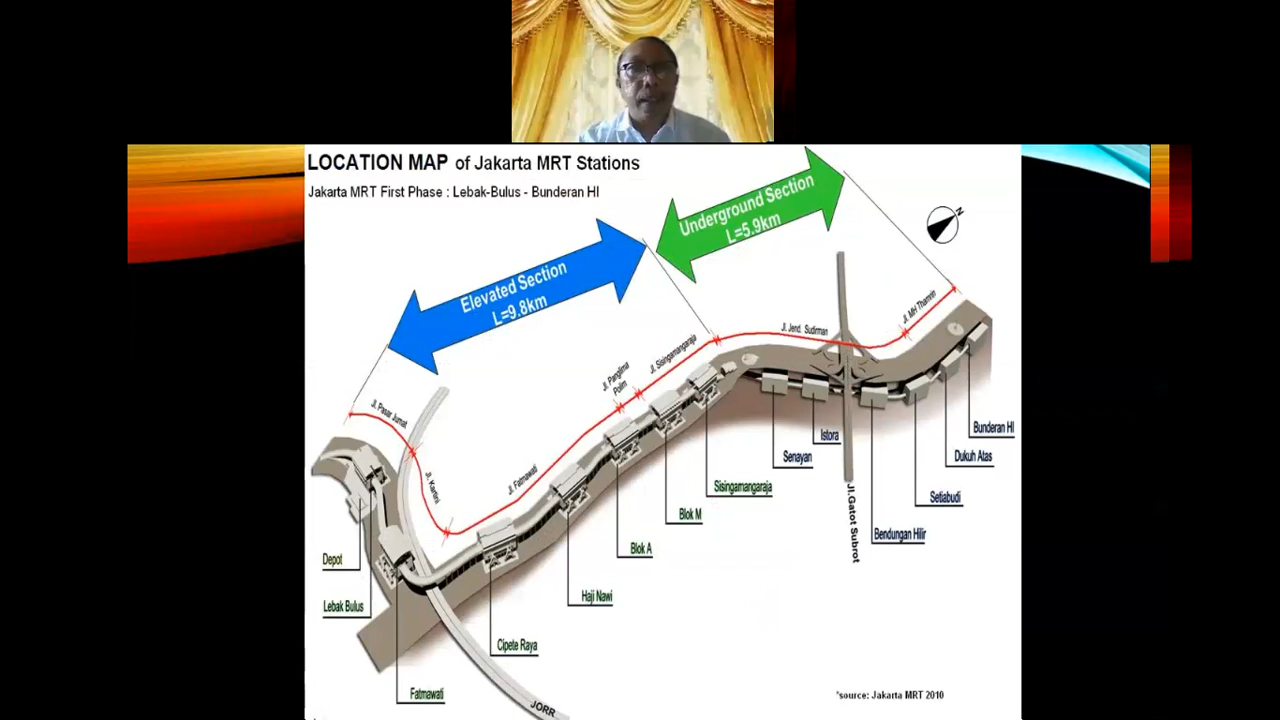 LOCATION MAP of Jakarta MRT Stations
Jakarta MRT First Phase : Lebak-Bulus - Bunderan HI
Underground Section
L=5.9km
Elevated Section
L=9.8km
N
Jl. MH Thamrin
Jl. Jend. Sudirman
Jl. Sisingamangaraja
Jl. Panglima
Polim
Jl. Pasar Jumat
Jl. Kartini
Jl. Fatmawati
Bunderan HI
Istora
Senayan
Dukuh Atas
Sisingamangaraja
Setiabudi
Blok M
Jl.Gatot Subrot
Bendungan Hilir
Blok A
Depot
Haji Nawi
Lebak Bulus
Cipete Raya
Fatmawati
JORR
*source: Jakarta MRT 2010